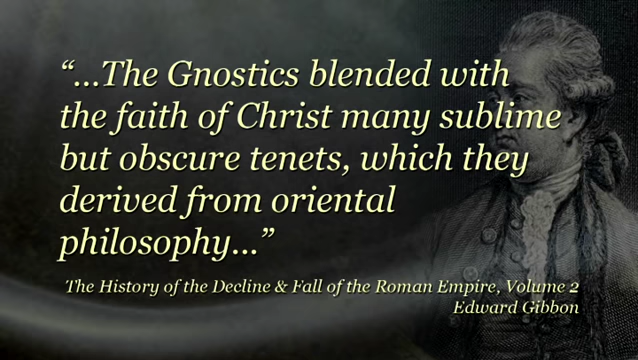 “...The Gnostics blended with
the faith of Christ many sublime
but obscure tenets, which they
derived from oriental
philosophy...”
The History of the Decline & Fall of the Roman Empire, Volume 2
Edward Gibbon